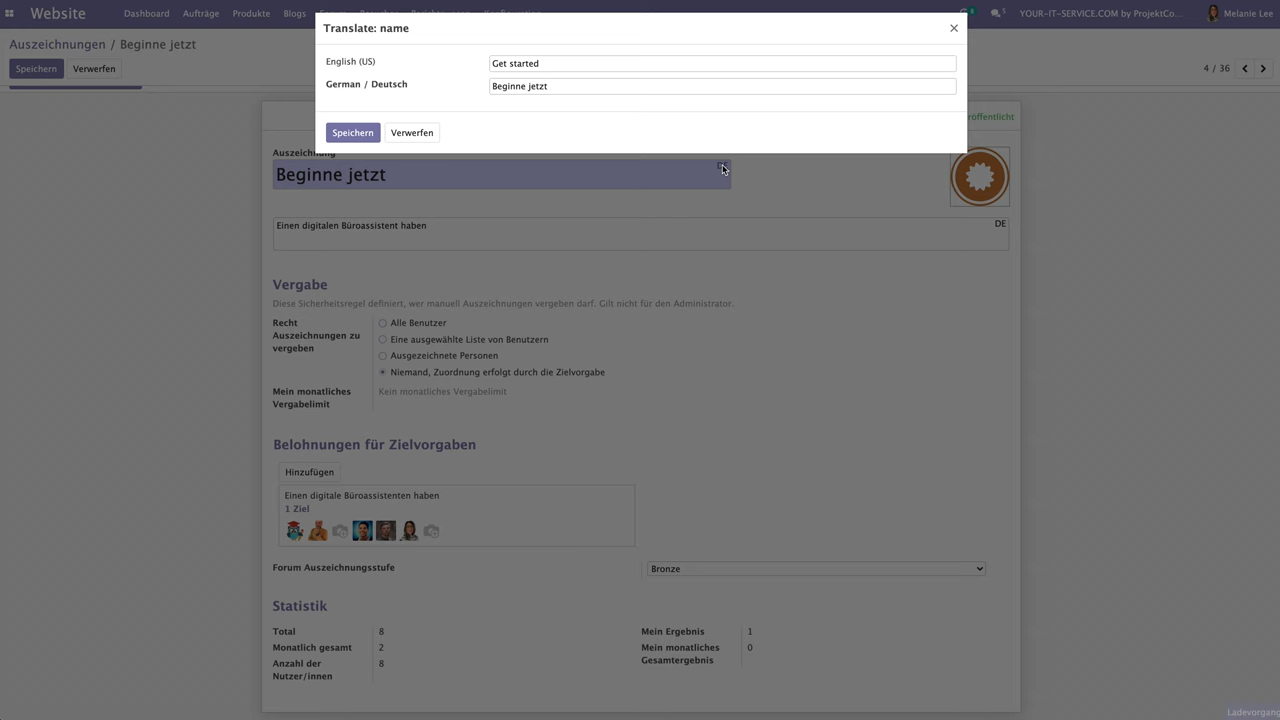 Website
Dashboard
Aufträge
Produkte
Blogs
Forum
YOUR-IT-SERVICE.COM by ProjektCo...
Melanie Lee
Translate: name
Auszeichnungen / Beginne jetzt
Speichern
Verwerfen
4 / 36
English (US)
Get started
German / Deutsch
Beginne jetzt
Speichern
Verwerfen
Auszeichnung
Beginne jetzt
Einen digitalen Büroassistent haben
DE
Vergabe
Diese Sicherheitsregel definiert, wer manuell Auszeichnungen vergeben darf. Gilt nicht für den Administrator.
Recht
Auszeichnungen zu
vergeben
Alle Benutzer
Eine ausgewählte Liste von Benutzern
Ausgezeichnete Personen
Niemand, Zuordnung erfolgt durch die Zielvorgabe
Mein monatliches
Vergabelimit
Kein monatliches Vergabelimit
Belohnungen für Zielvorgaben
Hinzufügen
Einen digitale Büroassistenten haben
1 Ziel
Forum Auszeichnungsstufe
Bronze
Statistik
Total
8
Mein Ergebnis
1
Monatlich gesamt
2
Mein monatliches
Gesamtergebnis
0
Anzahl der
Nutzer/innen
8
Ladevorgang